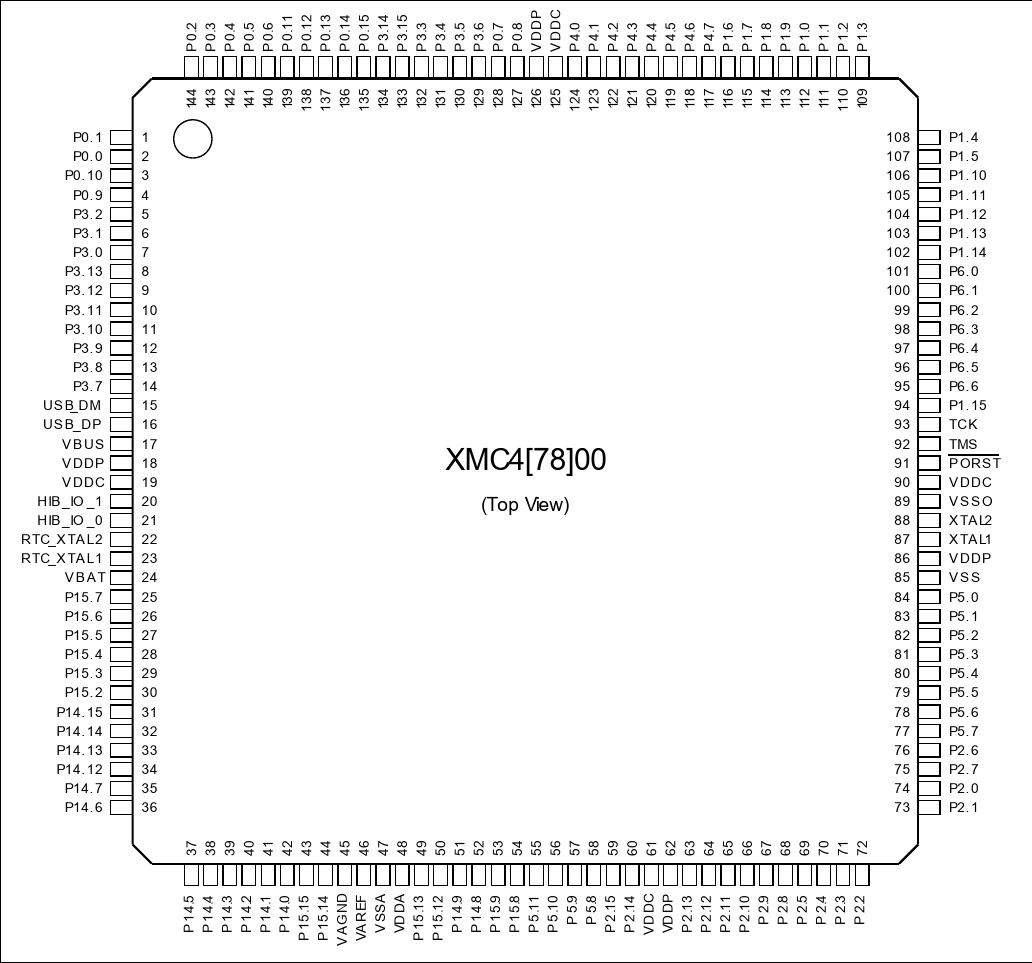 P0.2 P0.3 P0.4 P0.5 P0.6 P0.11 P0.12 P0.13 P0.14 P0.15 P3.14 P3.15 P3.3 P3.4 P3.5 P3.6 P0.7 P0.8 VDDP VDDC P4.0 P4.1 P4.2 P4.3 P4.4 P4.5 P4.6 P4.7 P1.6 P1.7 P1.8 P1.9 P1.0 P1.1 P1.2 P1.3
144 143 142 141 140 139 138 137 136 135 134 133 132 131 130 129 128 127 126 125 124 123 122 121 120 119 118 117 116 115 114 113 112 111 110 109
P0.1 1 108 P1.4
P0.0 2 107 P1.5
P0.10 3 106 P1.10
P0.9 4 105 P1.11
P3.2 5 104 P1.12
P3.1 6 103 P1.13
P3.0 7 102 P1.14
P3.13 8 101 P6.0
P3.12 9 100 P6.1
P3.11 10 99 P6.2
P3.10 11 98 P6.3
P3.9 12 97 P6.4
P3.8 13 96 P6.5
P3.7 14 95 P6.6
USB_DM 15 94 P1.15
USB_DP 16 93 TCK
VBUS 17 92 TMS
VDDP 18 91 PORST
VDDC 19 90 VDDC
HIB_IO_1 20 89 VSSO
HIB_IO_0 21 88 XTAL2
RTC_XTAL2 22 87 XTAL1
RTC_XTAL1 23 86 VDDP
VBAT 24 85 VSS
P15.7 25 84 P5.0
P15.6 26 83 P5.1
P15.5 27 82 P5.2
P15.4 28 81 P5.3
P15.3 29 80 P5.4
P15.2 30 79 P5.5
P14.15 31 78 P5.6
P14.14 32 77 P5.7
P14.13 33 76 P2.6
P14.12 34 75 P2.7
P14.7 35 74 P2.0
P14.6 36 73 P2.1
XMC4[78]00
(Top View)
37 38 39 40 41 42 43 44 45 46 47 48 49 50 51 52 53 54 55 56 57 58 59 60 61 62 63 64 65 66 67 68 69 70 71 72
P14.5 P14.4 P14.3 P14.2 P14.1 P14.0 P15.15 P15.14 VAGND VAREF VSSA VDDA P15.13 P15.12 P14.9 P14.8 P15.9 P15.8 P5.11 P5.10 P5.9 P5.8 P2.15 P2.14 VDDC VDDP P2.13 P2.12 P2.11 P2.10 P2.9 P2.8 P2.5 P2.4 P2.3 P2.2